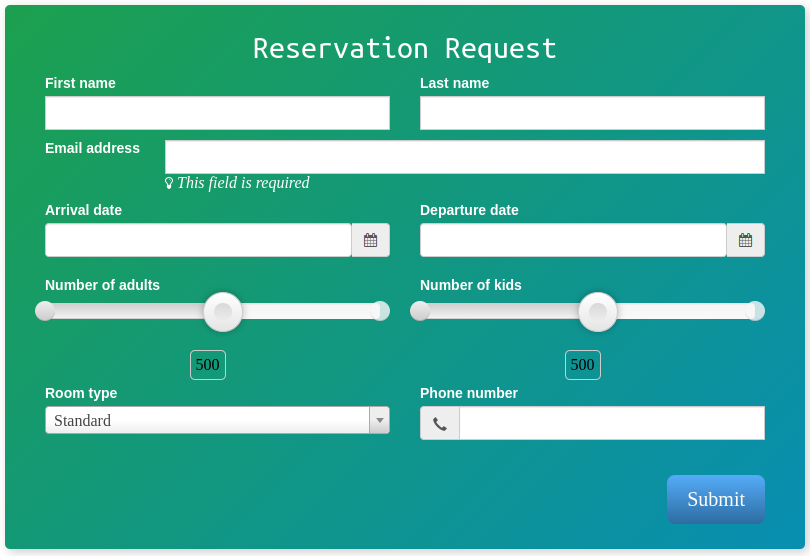 Reservation Request
First name Last name
Email address
This field is required
Arrival date Departure date
Number of adults Number of kids
500 500
Room type Phone number
Standard
Submit